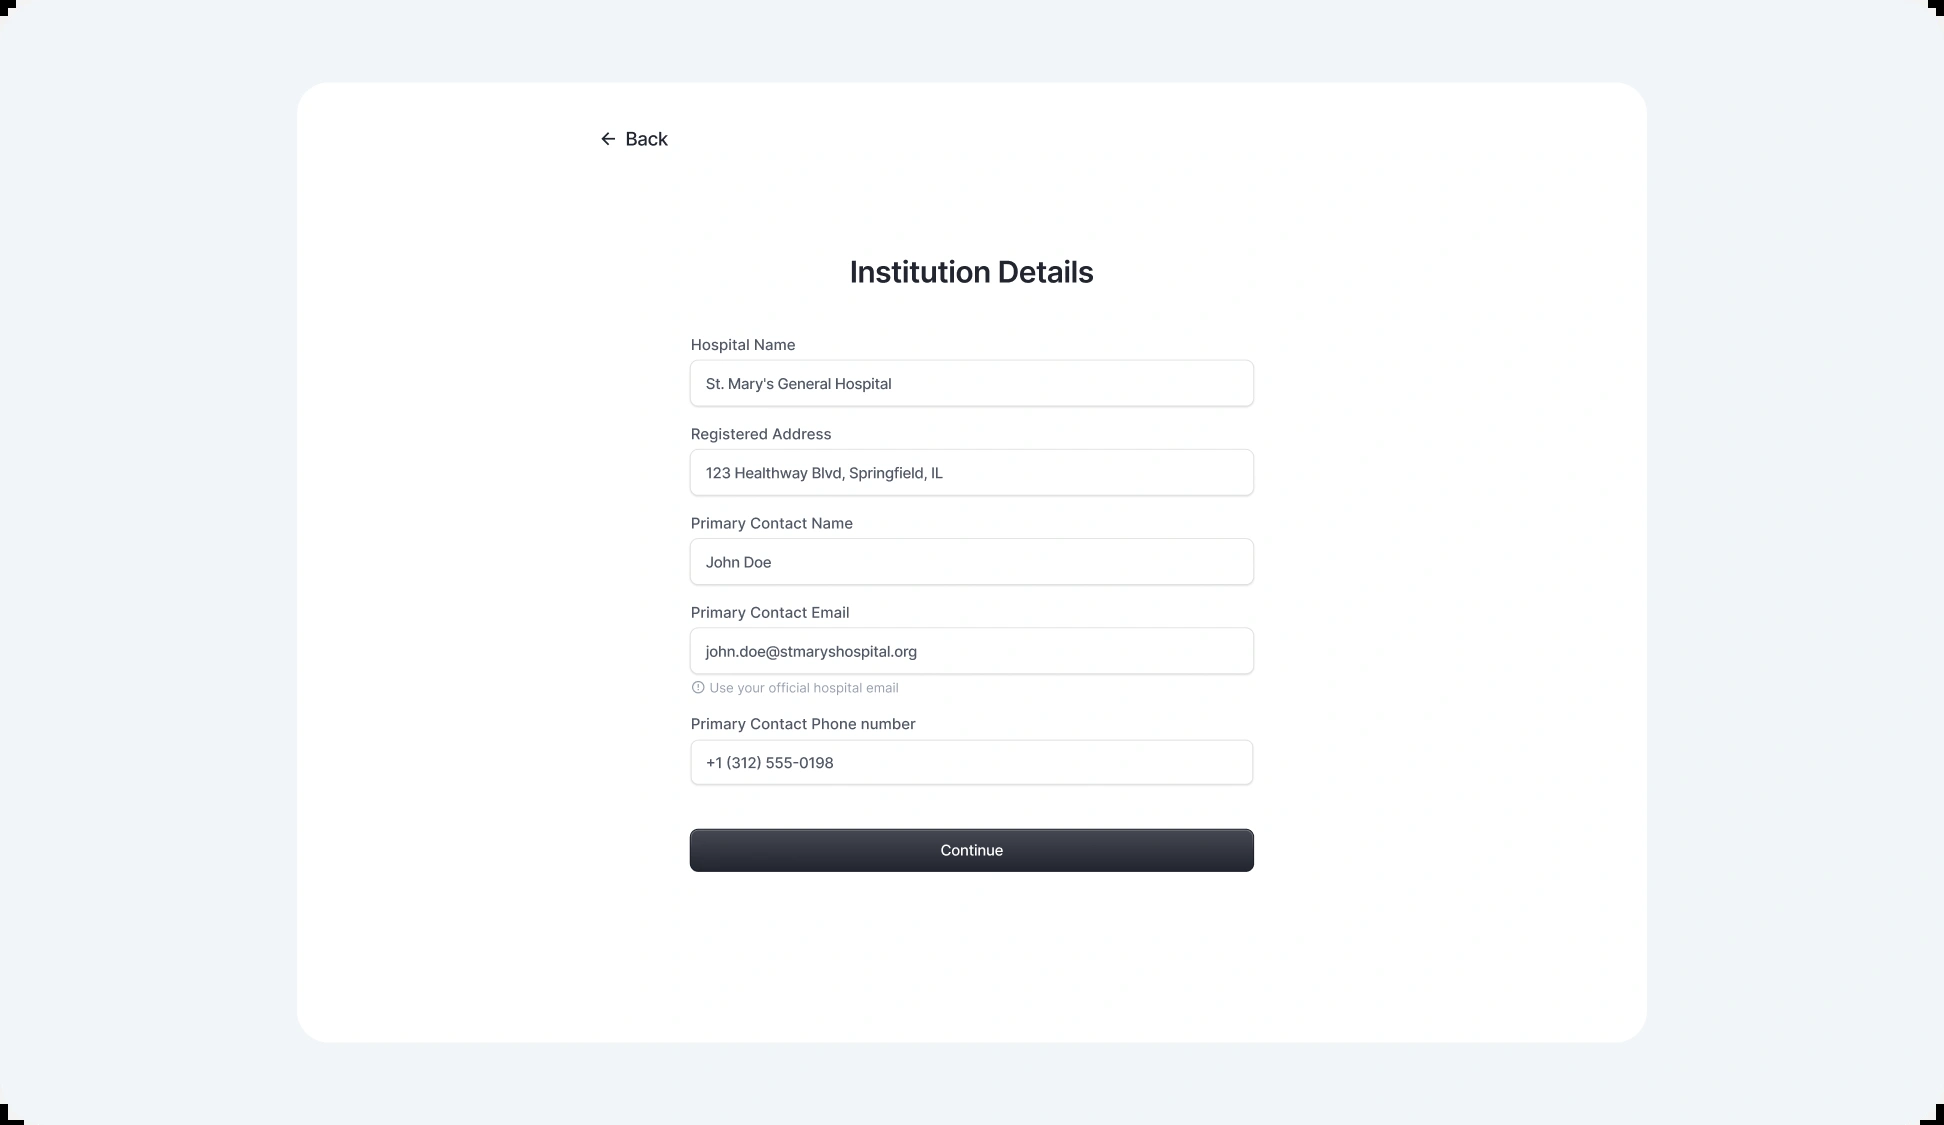 Back
Institution Details
Hospital Name
St. Mary's General Hospital
Registered Address
123 Healthway Blvd, Springfield, IL
Primary Contact Name
John Doe
Primary Contact Email
john.doe@stmaryshospital.org
Use your official hospital email
Primary Contact Phone number
+1 (312) 555-0198
Continue